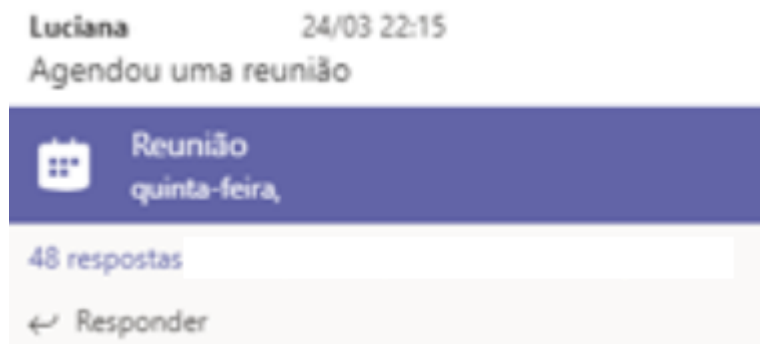 Luciana 24/03 22:15
Agendou uma reunião
Reunião
quinta-feira,
48 respostas
Responder